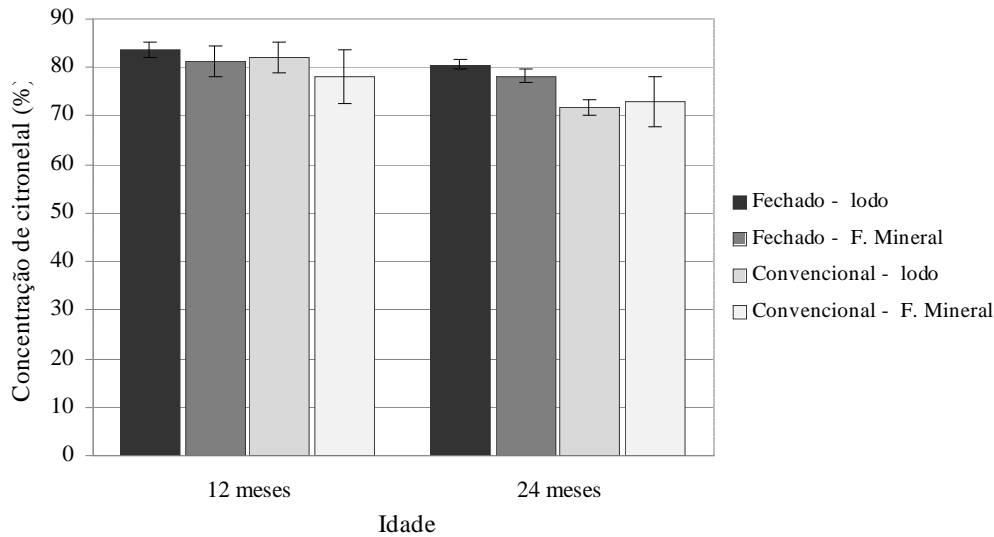 Concentração de citronelal (%)
90
80
70
60
50
40
30
20
10
0
12 meses
24 meses
Idade
Fechado - lodo
Fechado - F. Mineral
Convencional - lodo
Convencional - F. Mineral